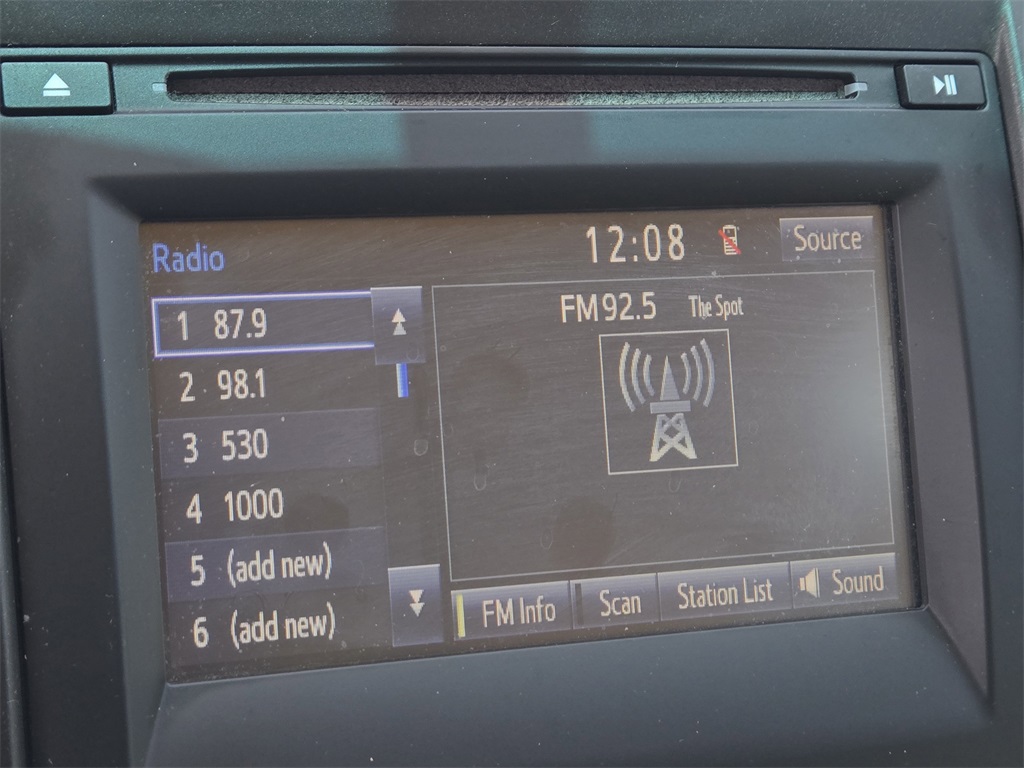 Radio
12:08
Source
1 87.9
2 98.1
3 530
4 1000
5 (add new)
6 (add new)
FM 92.5 The Spot
FM Info
Scan
Station List
Sound